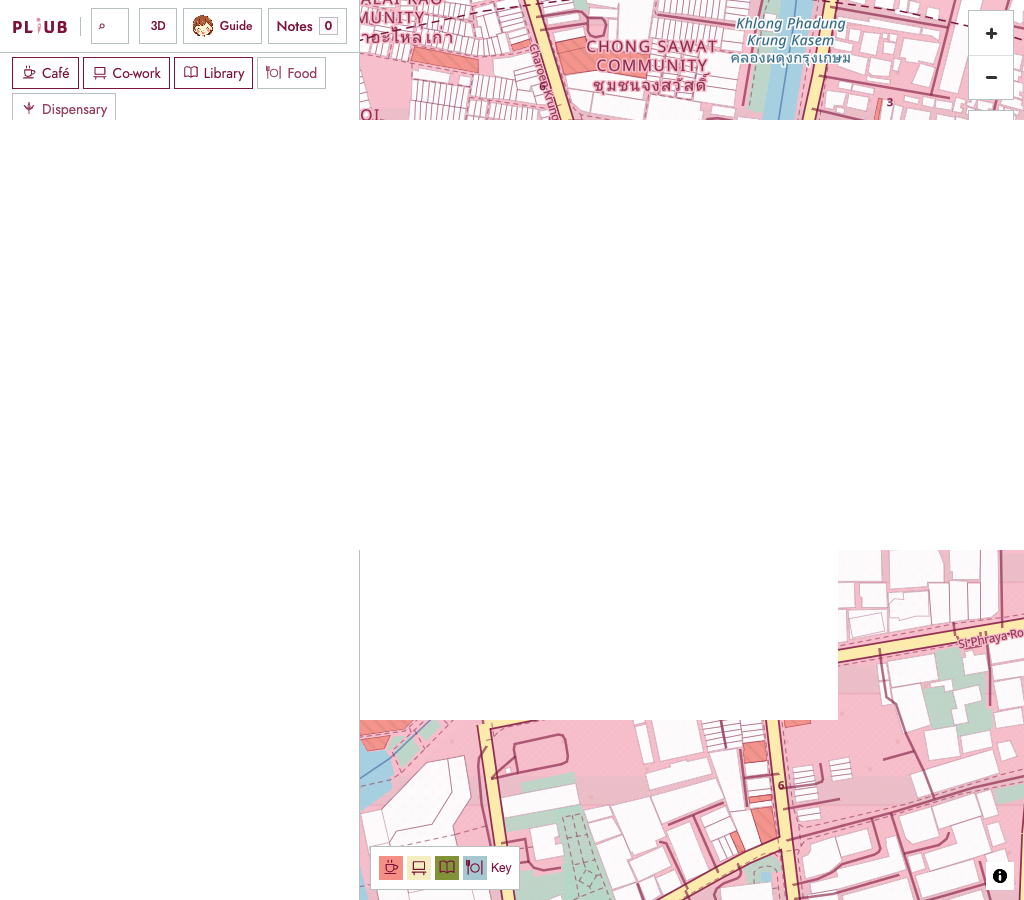 PLiUB
3D
Guide
Notes 0
Café
Co-work
Library
Food
Dispensary
CHONG SAWAT
COMMUNITY
ชุมชนจงสวัสดิ์
Khlong Phadung
Krung Kasem
คลองผดุงกรุงเกษม
Charoen Krung
3
Si Phraya Ro
6
Key